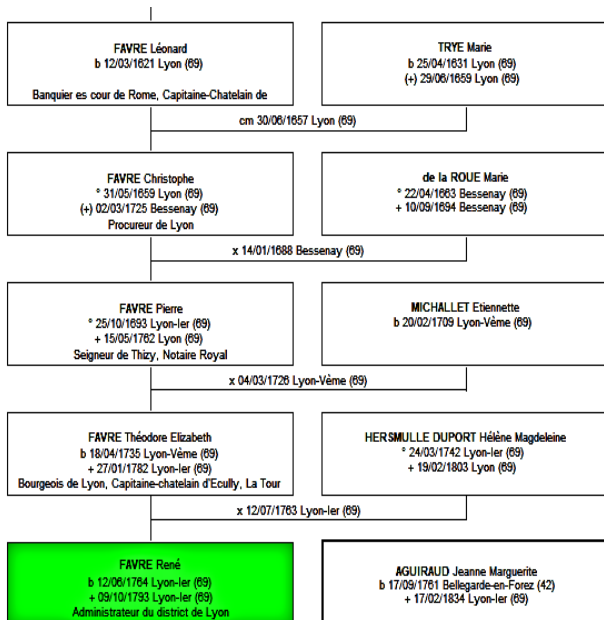 FAVRE Léonard
b 12/03/1621 Lyon (69)
Banquier es cour de Rome, Capitaine-Chatelain de
TRYE Marie
b 25/04/1631 Lyon (69)
(+) 29/06/1659 Lyon (69)
cm 30/06/1657 Lyon (69)
FAVRE Christophe
° 31/05/1659 Lyon (69)
(+) 02/03/1725 Bessenay (69)
Procureur de Lyon
de la ROUE Marie
° 22/04/1663 Bessenay (69)
+ 10/09/1694 Bessenay (69)
x 14/01/1688 Bessenay (69)
FAVRE Pierre
° 25/10/1693 Lyon-Ier (69)
+ 15/05/1762 Lyon (69)
Seigneur de Thizy, Notaire Royal
MICHALLET Etiennette
b 20/02/1709 Lyon-Vème (69)
x 04/03/1726 Lyon-Vème (69)
FAVRE Théodore Elizabeth
b 18/04/1735 Lyon-Vème (69)
+ 27/01/1782 Lyon-Ier (69)
Bourgeois de Lyon, Capitaine-chatelain d'Ecully, La Tour
HERSMULLE DUPORT Hélène Magdeleine
° 24/03/1742 Lyon-Ier (69)
+ 19/02/1803 Lyon (69)
x 12/07/1763 Lyon-Ier (69)
FAVRE René
b 12/06/1764 Lyon-Ier (69)
+ 09/10/1793 Lyon-Ier (69)
Administrateur du district de Lyon
AGUIRAUD Jeanne Marguerite
b 17/09/1761 Bellegarde-en-Forez (42)
+ 17/02/1834 Lyon-Ier (69)